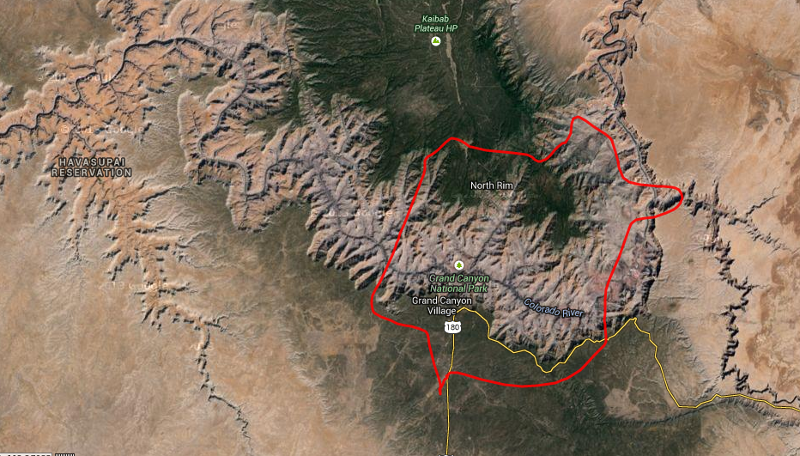 Kaibab
Plateau HP
HAVASUPAI
RESERVATION
North Rim
Grand Canyon
National Park
Grand Canyon
Village
Colorado River
180